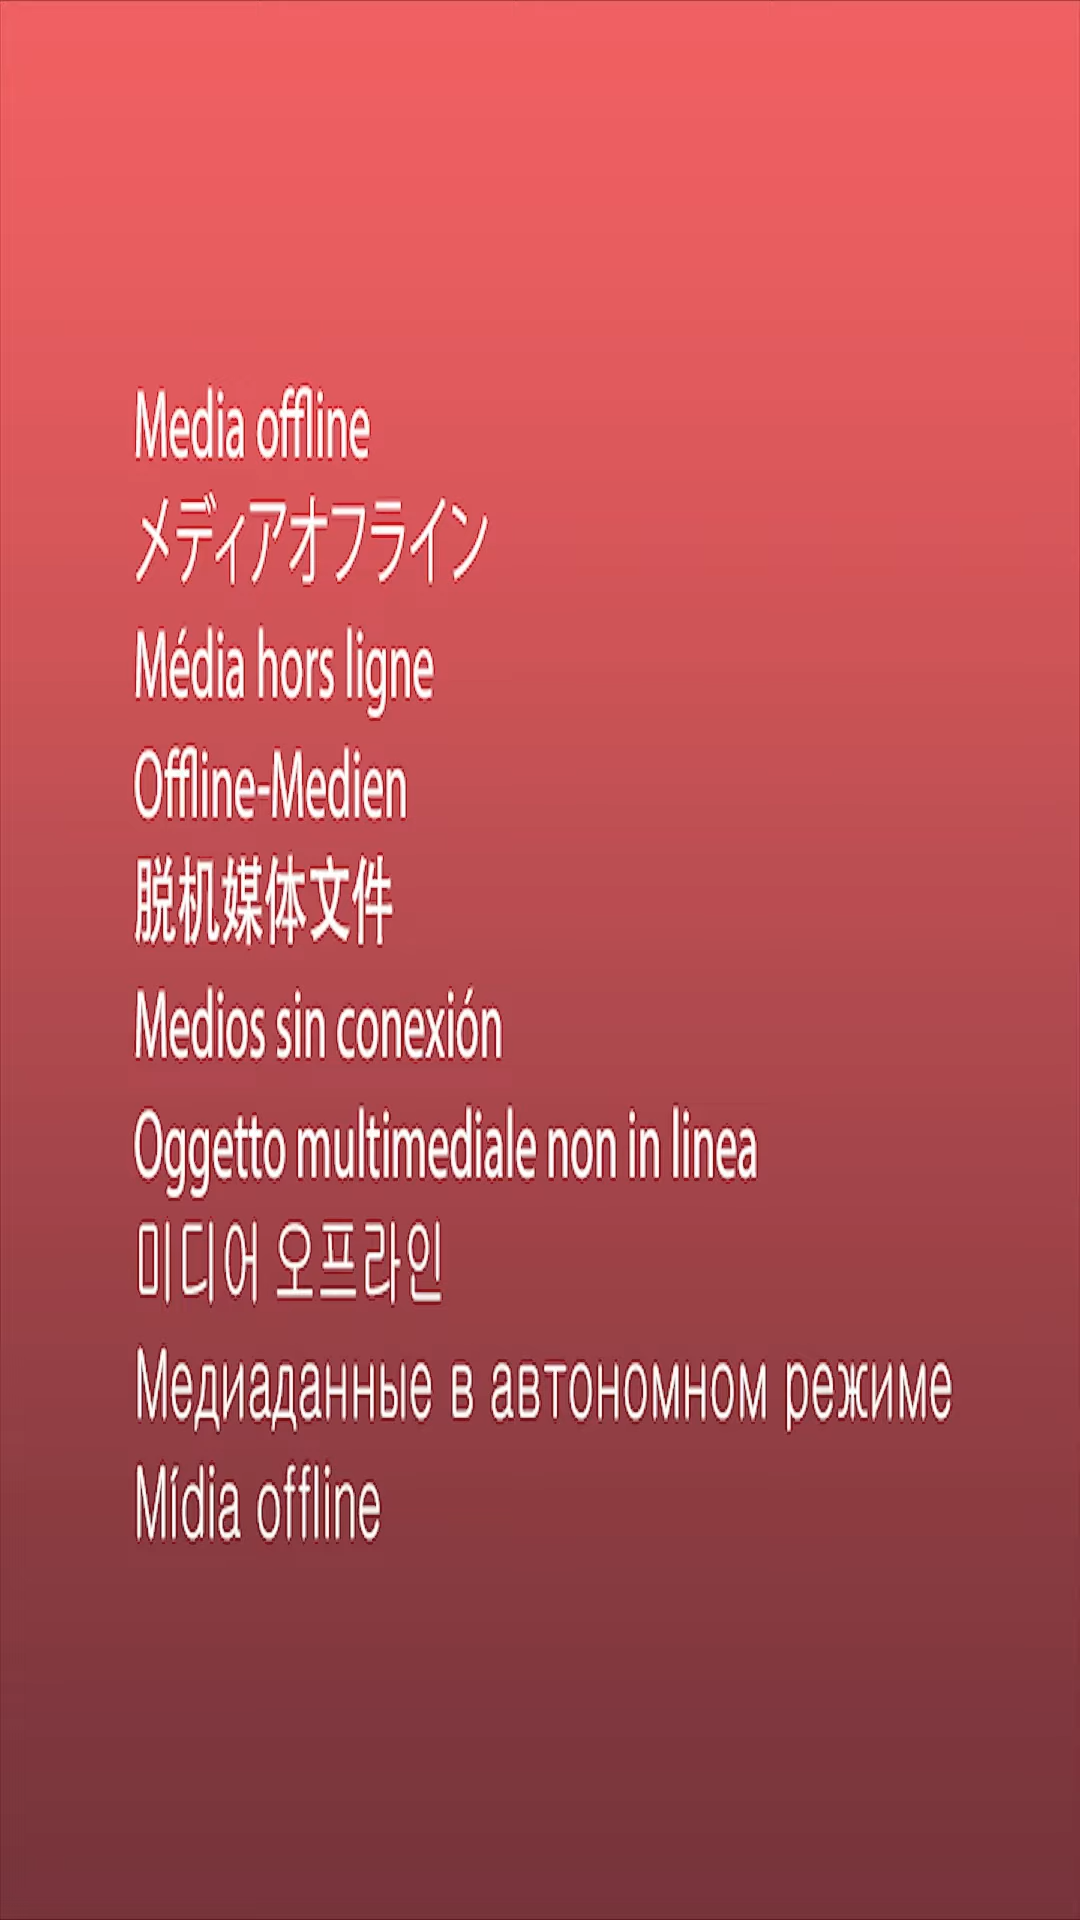 Media offline
メディアオフライン
Média hors ligne
Offline-Medien
脱机媒体文件
Medios sin conexión
Oggetto multimediale non in linea
미디어 오프라인
Медиаданные в автономном режиме
Mídia offline